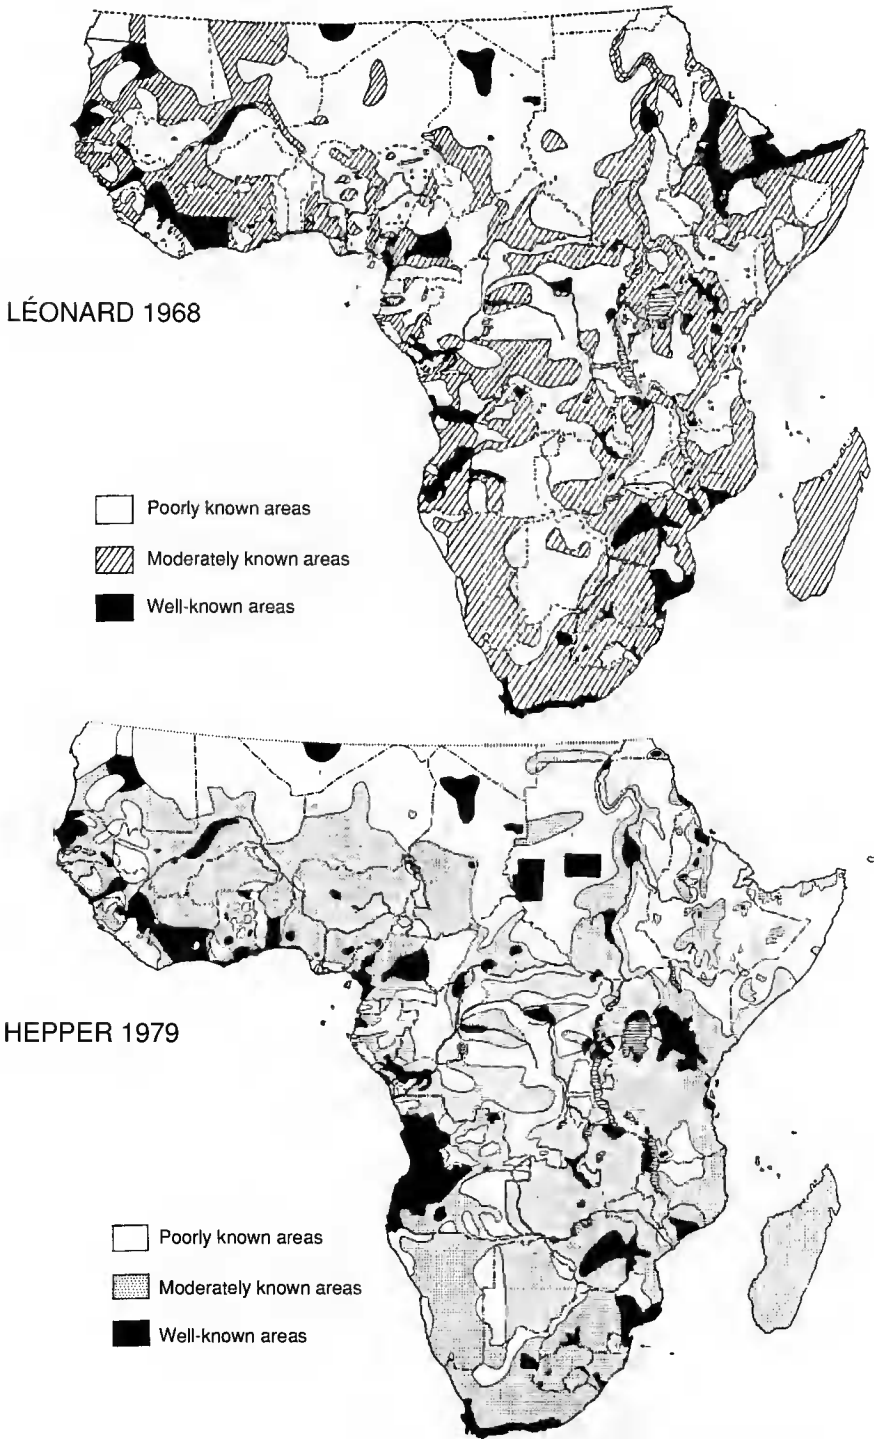 LÉONARD 1968
Poorly known areas
Moderately known areas
Well-known areas
HEPPER 1979
Poorly known areas
Moderately known areas
Well-known areas